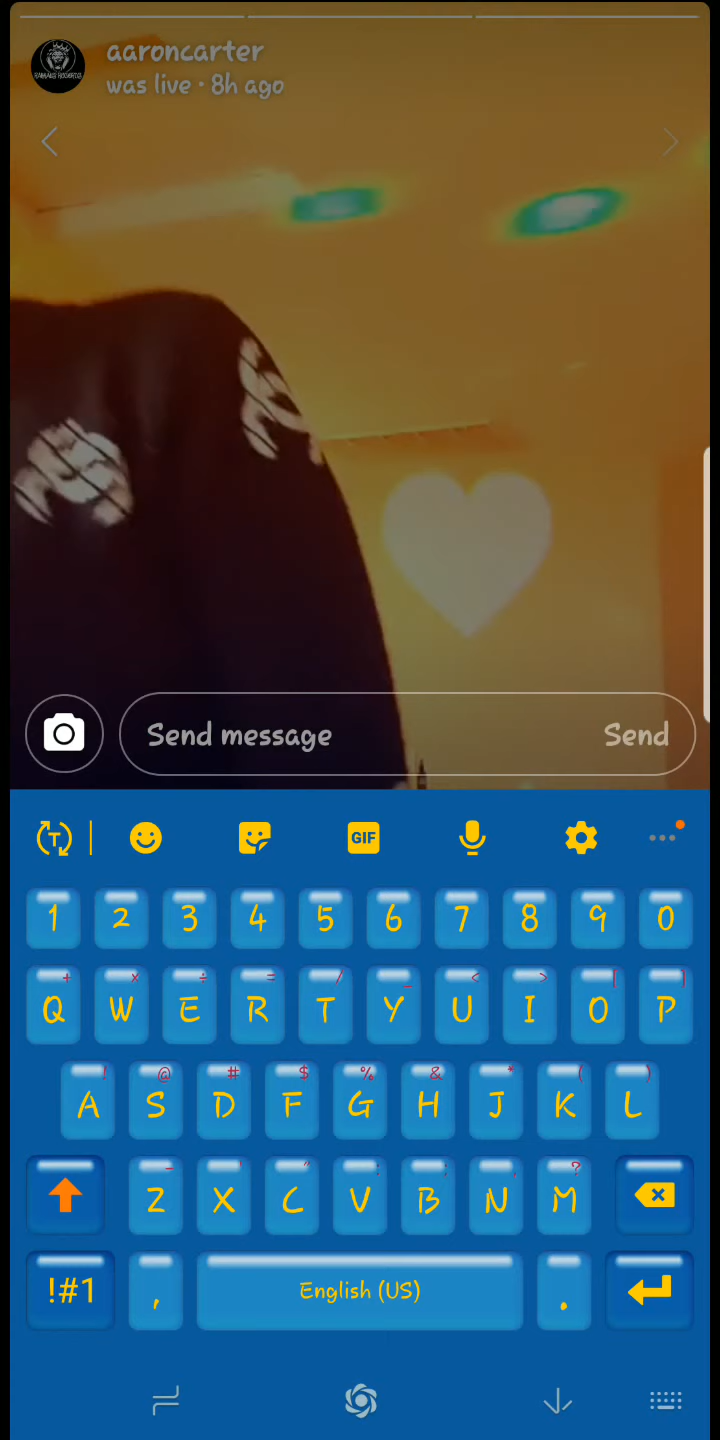 aaroncarter
was live • 8h ago
Send message Send
T GIF
1 2 3 4 5 6 7 8 9 0
+ × ÷ = / _ < > [ ]
Q W E R T Y U I O P
! @ # $ % & * ( )
A S D F G H J K L
- ' " : ; , ?
Z X C V B N M
!#1 , English (US) .